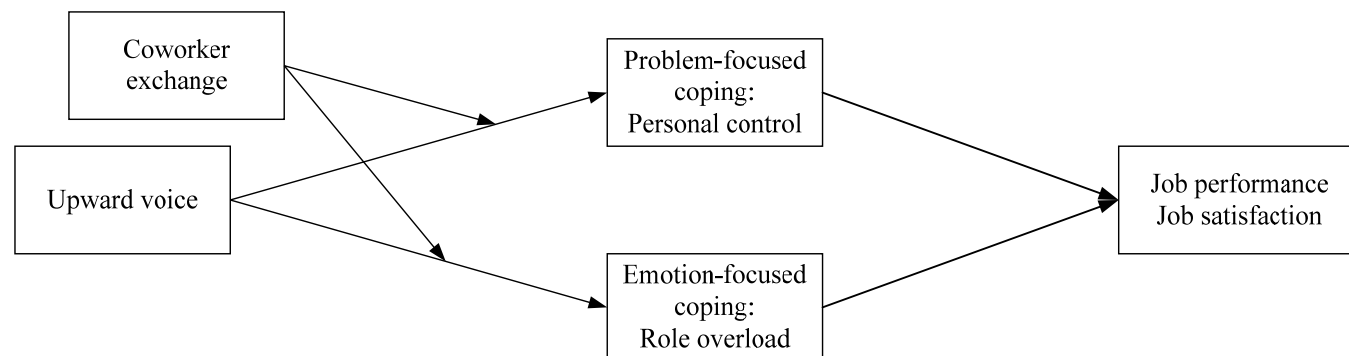 Coworker
exchange
Upward voice
Problem-focused
coping:
Personal control
Emotion-focused
coping:
Role overload
Job performance
Job satisfaction